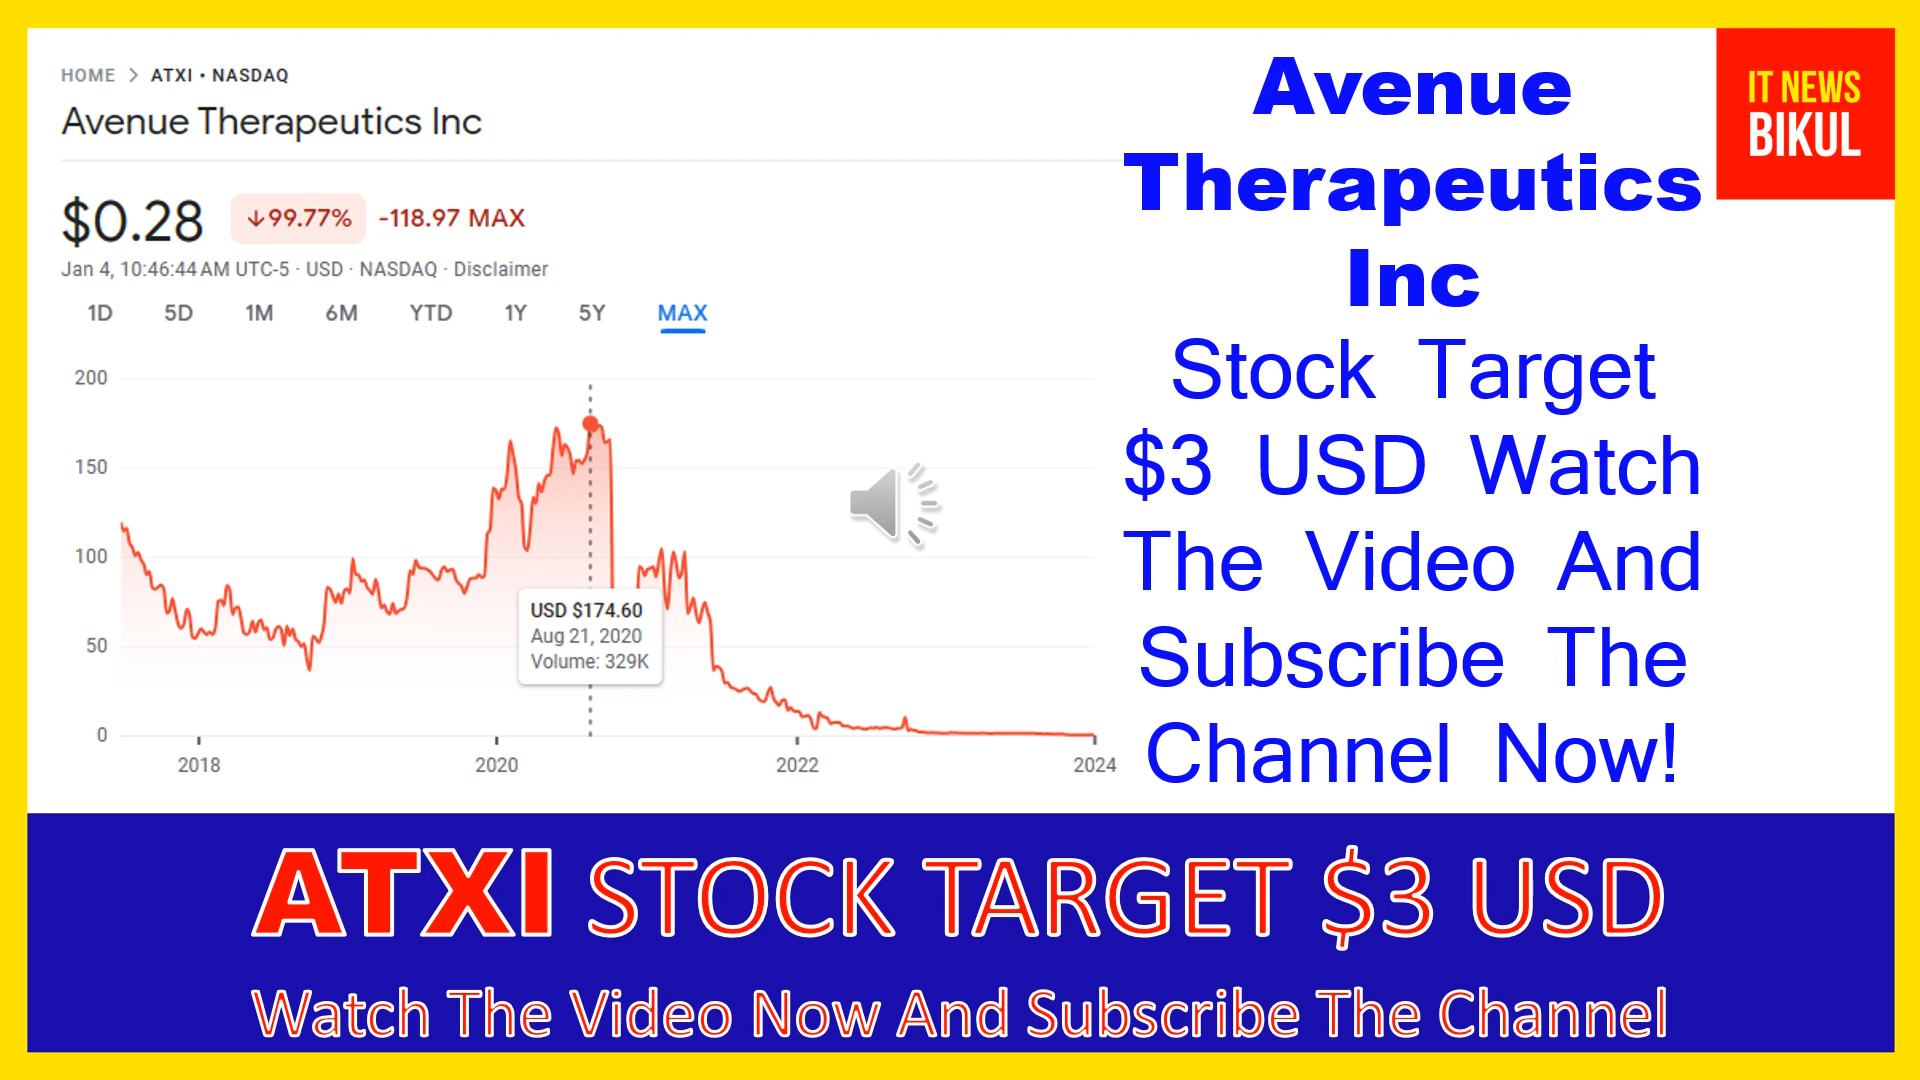 HOME > ATXI • NASDAQ
Avenue Therapeutics Inc
$0.28 ↓99.77% -118.97 MAX
Jan 4, 10:46:44 AM UTC-5 · USD · NASDAQ · Disclaimer
1D 5D 1M 6M YTD 1Y 5Y MAX
200
150
100
50
0
USD $174.60
Aug 21, 2020
Volume: 329K
2018 2020 2022 2024
Avenue
Therapeutics
Inc
Stock Target
$3 USD Watch
The Video And
Subscribe The
Channel Now!
IT NEWS
BIKUL
ATXI STOCK TARGET $3 USD
Watch The Video Now And Subscribe The Channel